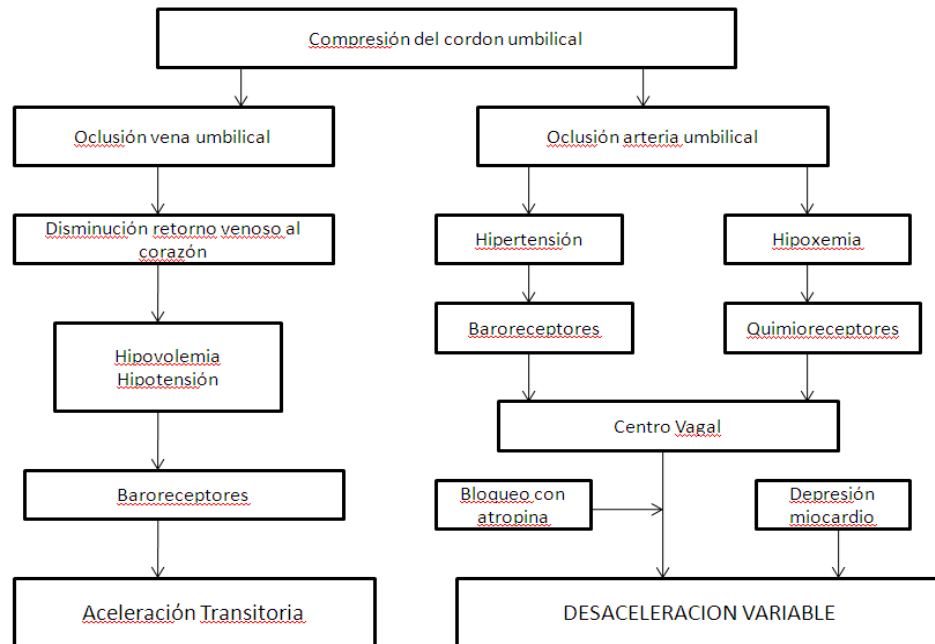 Compresión del cordon umbilical
Oclusión vena umbilical
Oclusión arteria umbilical
Disminución retorno venoso al
corazón
Hipertensión
Hipoxemia
Hipovolemia
Hipotensión
Baroreceptores
Quimioreceptores
Centro Vagal
Baroreceptores
Bloqueo con
atropina
Depresión
miocardio
Aceleración Transitoria
DESACELERACION VARIABLE